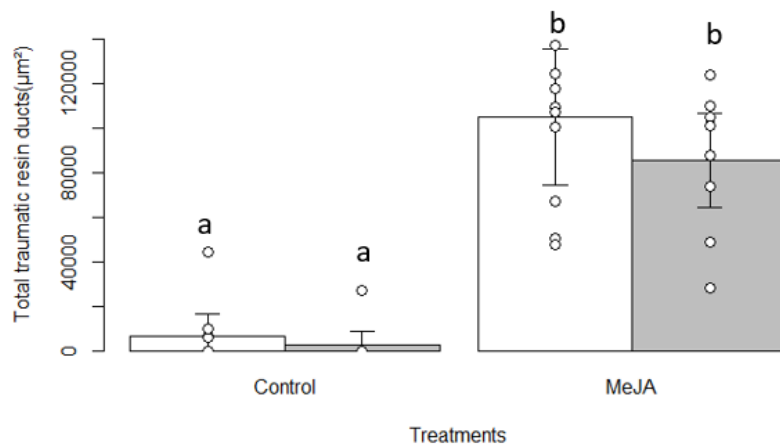 Total traumatic resin ducts(µm²)
120000
80000
40000
0
b
b
a
a
Control
MeJA
Treatments